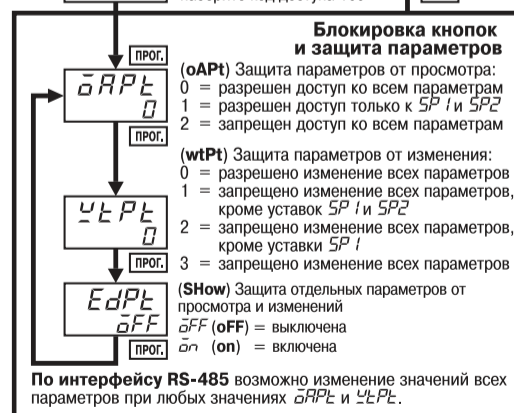 Блокировка кнопок
и защита параметров
ПРОГ.
oAPt
0
(oAPt) Защита параметров от просмотра:
0 = разрешен доступ ко всем параметрам
1 = разрешен доступ только к SP1 и SP2
2 = запрещен доступ ко всем параметрам
ПРОГ.
(wtPt) Защита параметров от изменения:
0 = разрешено изменение всех параметров
1 = запрещено изменение всех параметров,
кроме уставок SP1 и SP2
2 = запрещено изменение всех параметров,
кроме уставки SP1
3 = запрещено изменение всех параметров
wtPt
0
ПРОГ.
EdPt
oFF
(SHow) Защита отдельных параметров от
просмотра и изменений
oFF (oFF) = выключена
on (on) = включена
ПРОГ.
По интерфейсу RS-485 возможно изменение значений всех
параметров при любых значениях oAPt и wtPt.